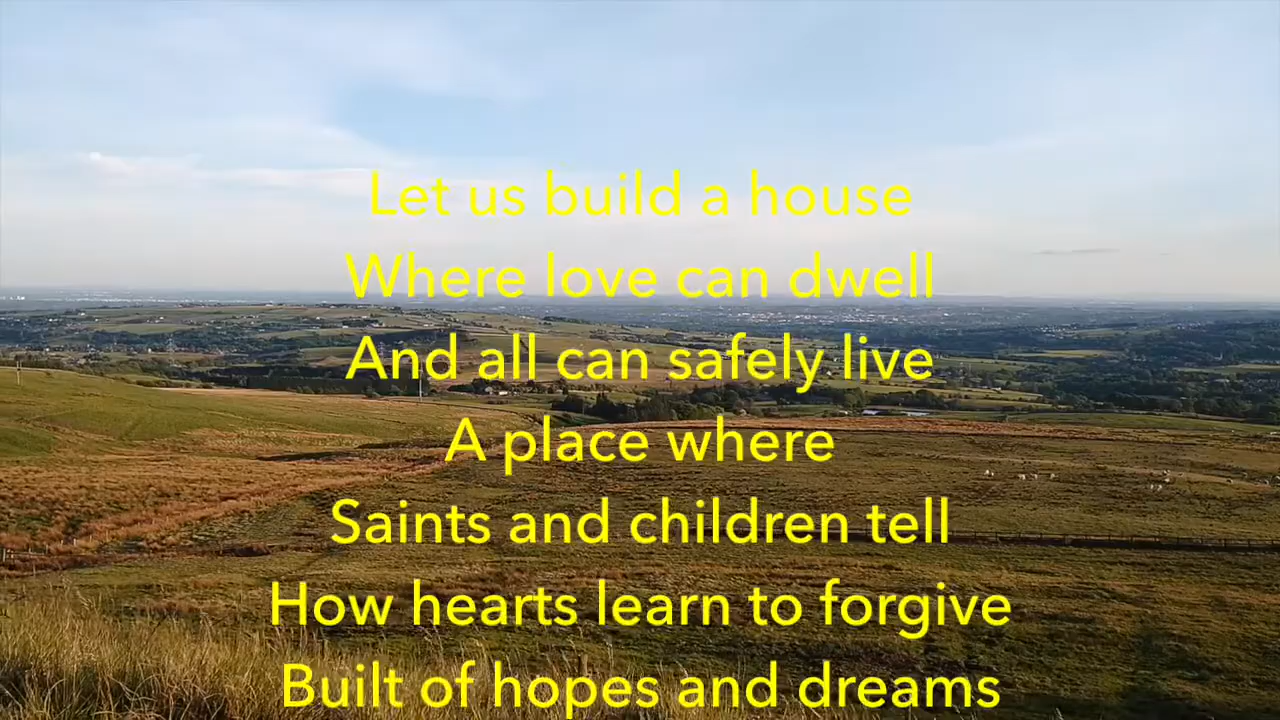 Let us build a house
Where love can dwell
And all can safely live
A place where
Saints and children tell
How hearts learn to forgive
Built of hopes and dreams